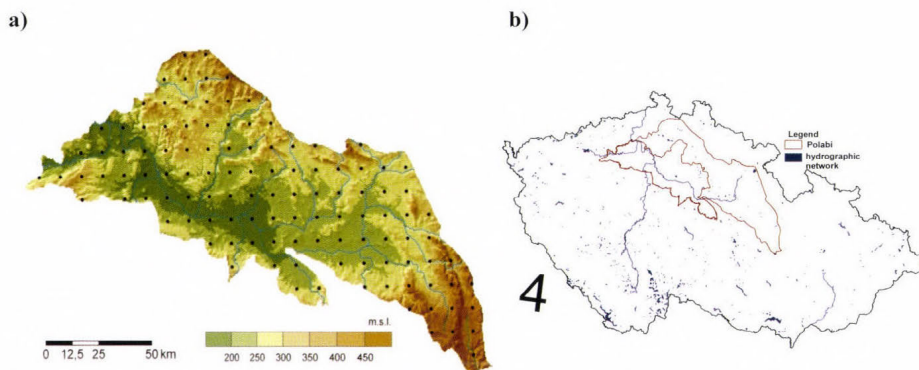 a)
m.s.l.
0 12,5 25 50 km
200 250 300 350 400 450
b)
Legend
Polabi
hydrographic
network
4